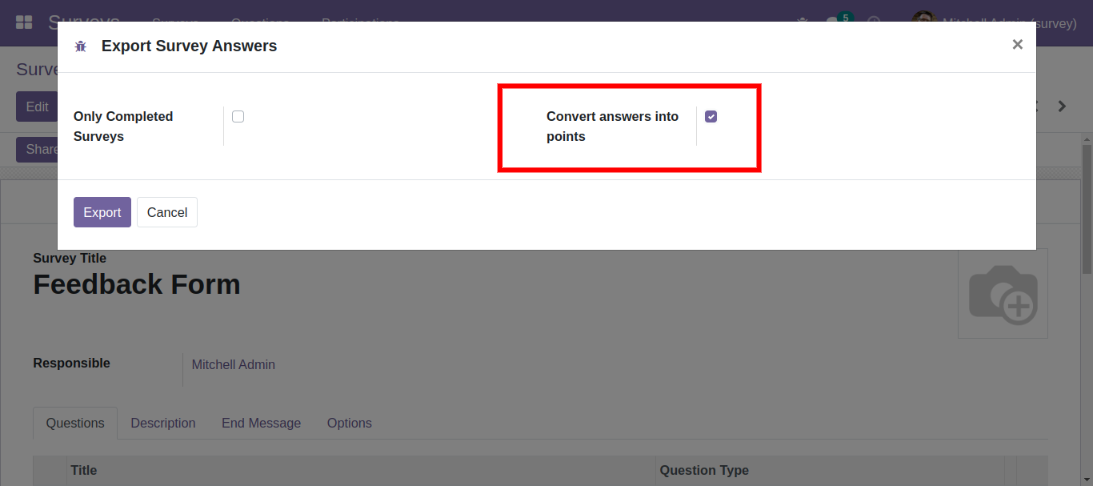 Surveys Surveys Questions Participations 5 Mitchell Admin (survey)
Export Survey Answers
Surve
Edit
Only Completed
Surveys
Convert answers into
points
Share
Export Cancel
Survey Title
Feedback Form
Responsible Mitchell Admin
Questions Description End Message Options
Title Question Type